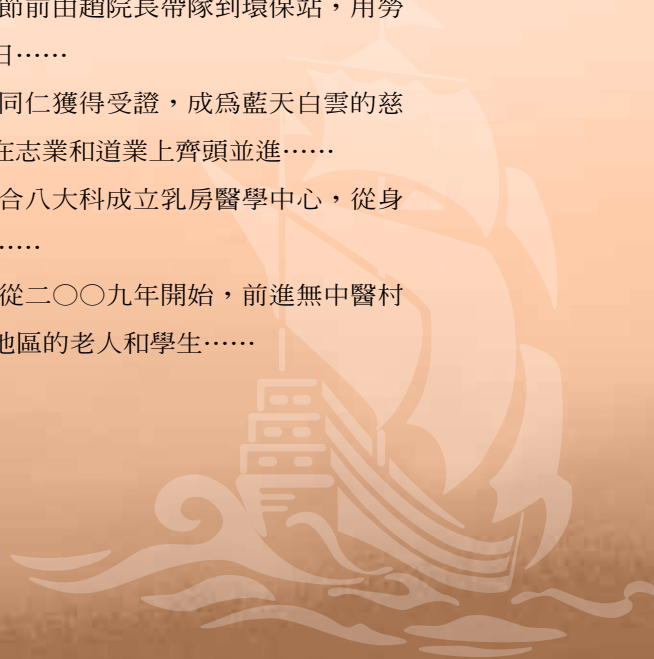 節前由趙院長帶隊到環保站，用勞
日……
同仁獲得受證，成為藍天白雲的慈
在志業和道業上齊頭並進……
合八大科成立乳房醫學中心，從身
……
從二〇〇九年開始，前進無中醫村
地區的老人和學生……